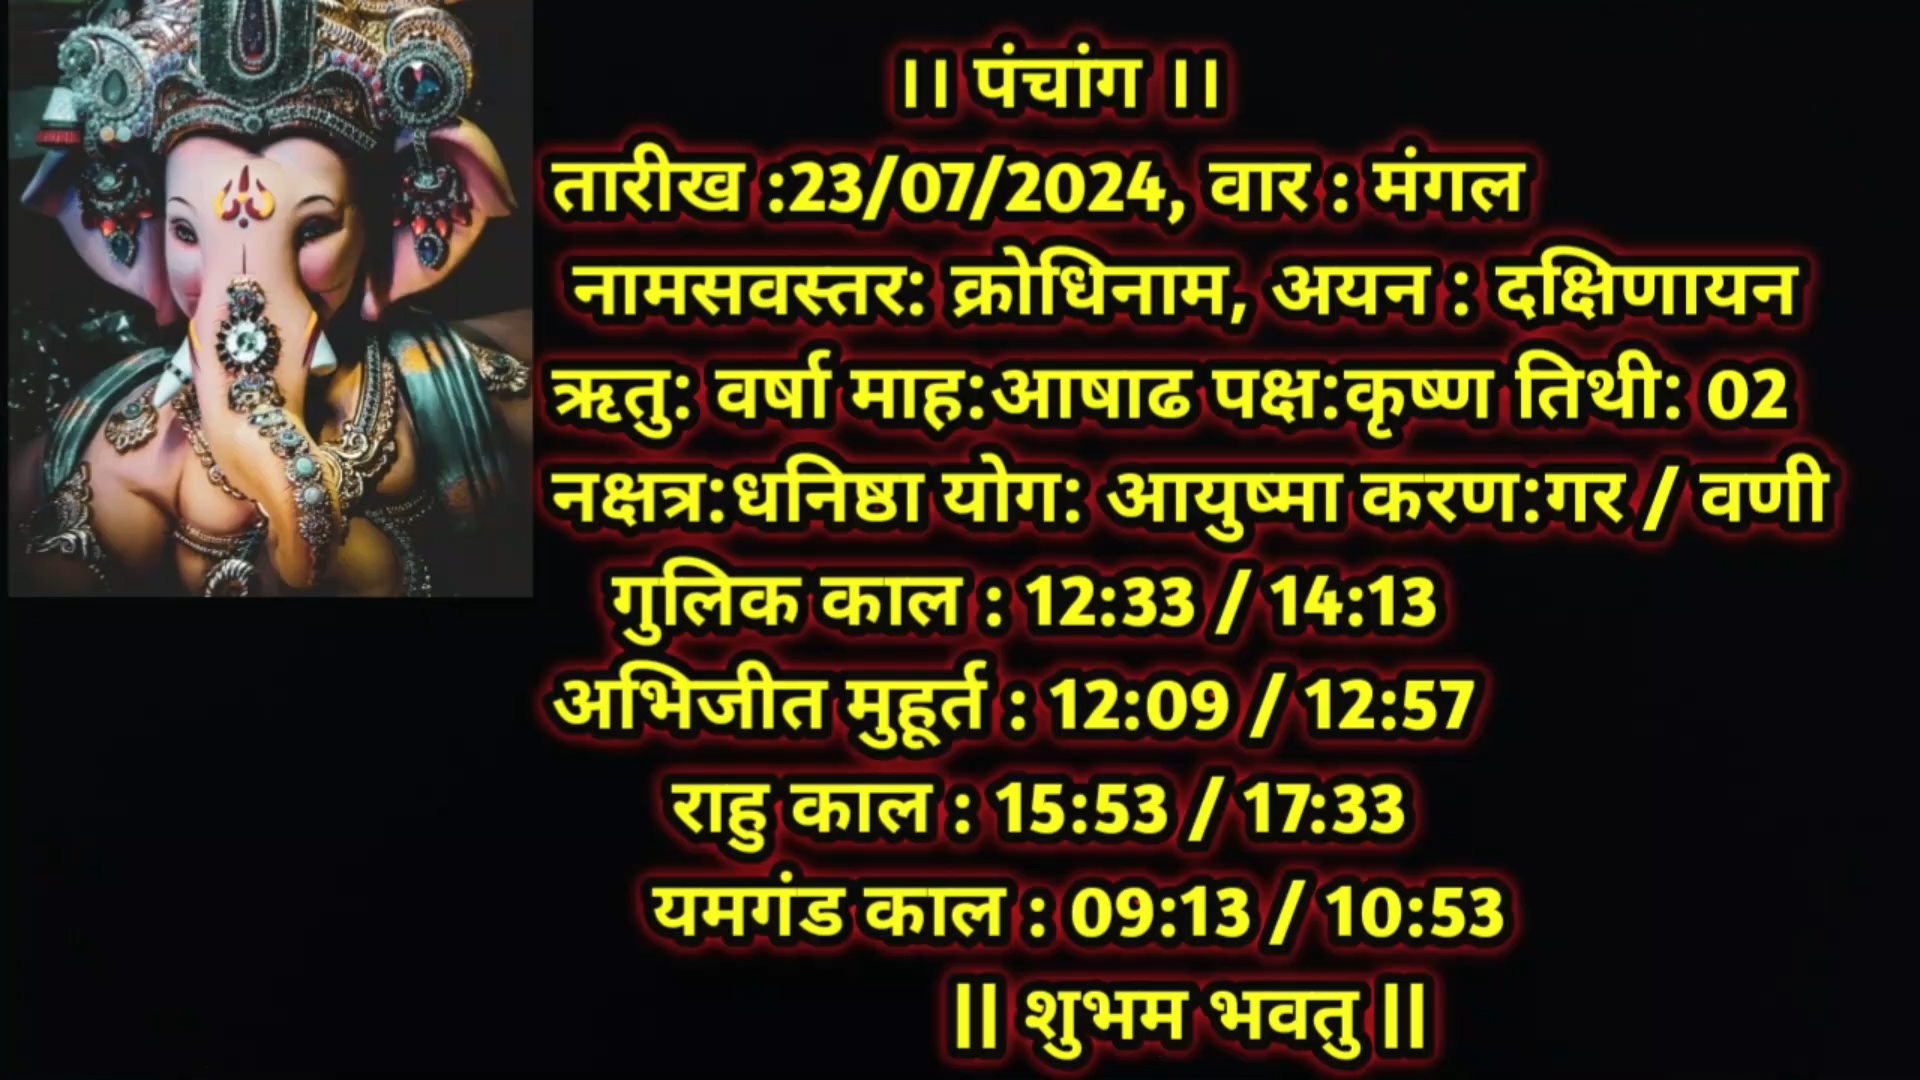 ।। पंचांग ।।
तारीख :23/07/2024, वार : मंगल
नामसवस्तर: क्रोधिनाम, अयन : दक्षिणायन
ऋतु: वर्षा माह:आषाढ पक्ष:कृष्ण तिथी: 02
नक्षत्र:धनिष्ठा योग: आयुष्मा करण:गर / वणी
गुलिक काल : 12:33 / 14:13
अभिजीत मुहूर्त : 12:09 / 12:57
राहु काल : 15:53 / 17:33
यमगंड काल : 09:13 / 10:53
|| शुभम भवतु ||